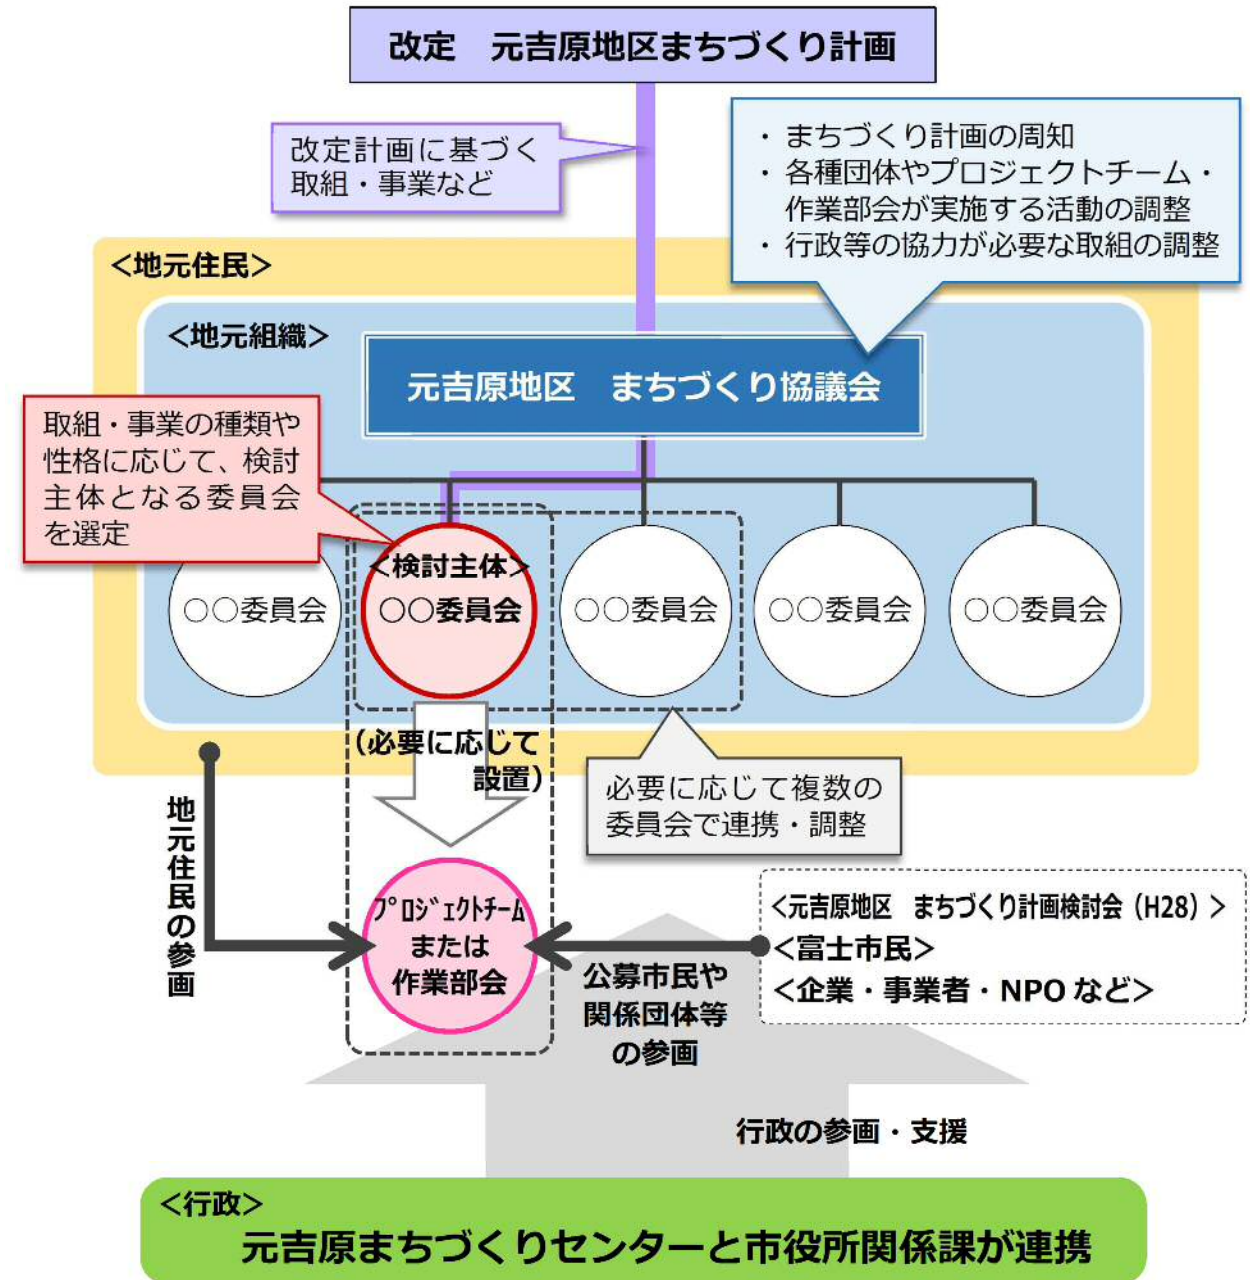 改定　元吉原地区まちづくり計画
改定計画に基づく
取組・事業など
・ まちづくり計画の周知
・ 各種団体やプロジェクトチーム・
作業部会が実施する活動の調整
・ 行政等の協力が必要な取組の調整
＜地元住民＞
＜地元組織＞
元吉原地区　まちづくり協議会
取組・事業の種類や
性格に応じて、検討
主体となる委員会
を選定
＜検討主体＞
○○委員会
○○委員会
○○委員会
○○委員会
○○委員会
（必要に応じて
設置）
必要に応じて複数の
委員会で連携・調整
地元住民の参画
ﾌﾟﾛｼﾞｪｸﾄﾁｰﾑ
または
作業部会
公募市民や
関係団体等
の参画
＜元吉原地区　まちづくり計画検討会（H28）＞
＜富士市民＞
＜企業・事業者・NPO など＞
行政の参画・支援
＜行政＞
元吉原まちづくりセンターと市役所関係課が連携